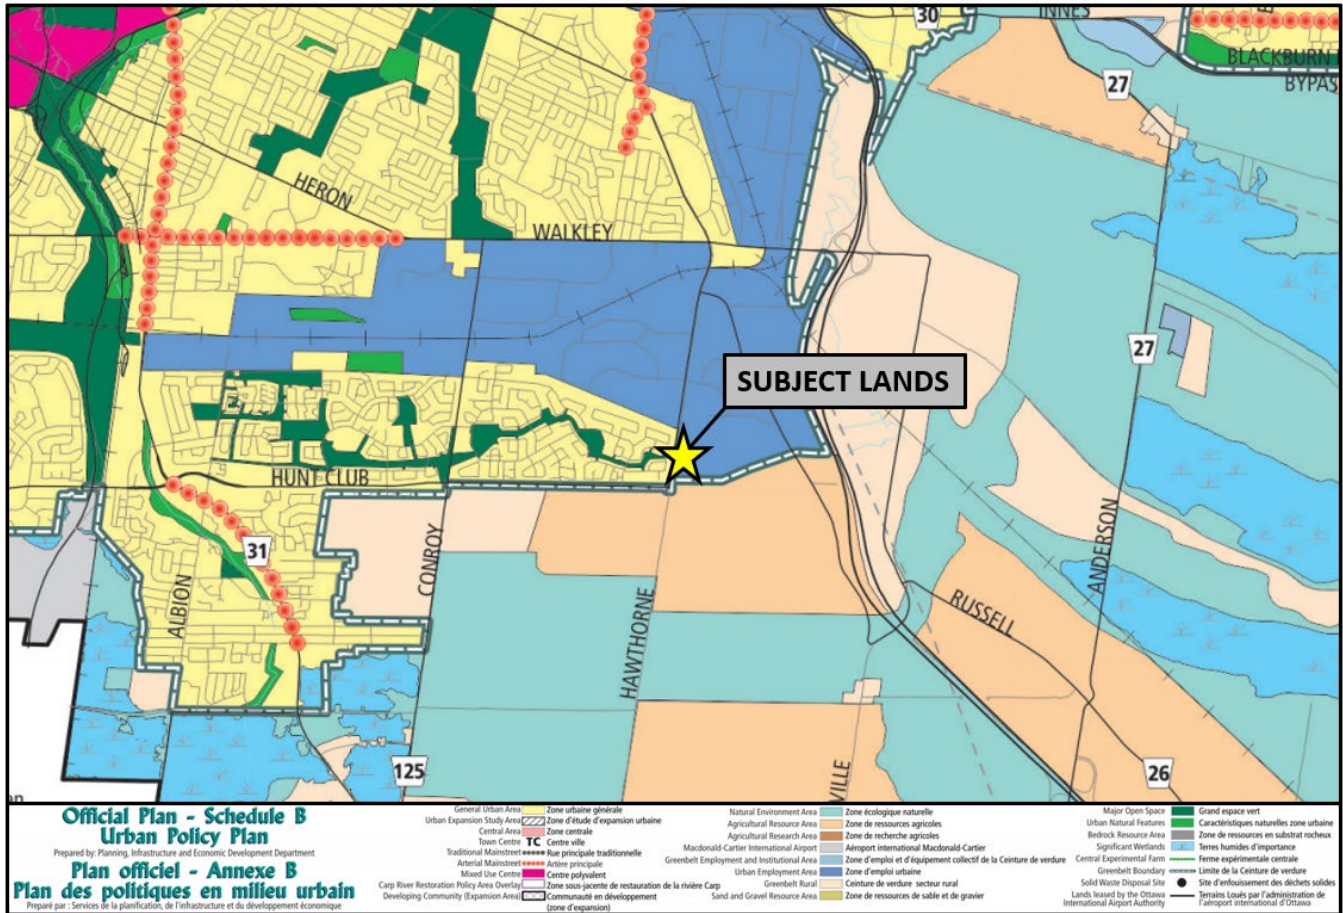 30
INNES
27
BLACKBURN
BYPAS
HERON
WALKLEY
27
SUBJECT LANDS
HUNT CLUB
31
ALBION
CONROY
HAWTHORNE
ANDERSON
RUSSELL
125
VILLE
26
Official Plan - Schedule B
Urban Policy Plan
Prepared by: Planning, Infrastructure and Economic Development Department
Plan officiel - Annexe B
Plan des politiques en milieu urbain
Préparé par : Services de la planification, de l'infrastructure et du développement économique
General Urban Area Zone urbaine générale
Urban Expansion Study Area Zone d'étude d'expansion urbaine
Central Area Zone centrale
Town Centre TC Centre ville
Traditional Mainstreet Rue principale traditionnelle
Arterial Mainstreet Artère principale
Mixed Use Centre Centre polyvalent
Carp River Restoration Policy Area Overlay Zone sous-jacente de restauration de la rivière Carp
Developing Community (Expansion Area) Communauté en développement
(zone d'expansion)
Natural Environment Area Zone écologique naturelle
Agricultural Resource Area Zone de ressources agricoles
Agricultural Research Area Zone de recherche agricoles
Macdonald-Cartier International Airport Aéroport international Macdonald-Cartier
Greenbelt Employment and Institutional Area Zone d'emploi et d'équipement collectif de la Ceinture de verdure
Urban Employment Area Zone d'emploi urbaine
Greenbelt Rural Ceinture de verdure secteur rural
Sand and Gravel Resource Area Zone de ressources de sable et de gravier
Major Open Space Grand espace vert
Urban Natural Features Caractéristiques naturelles zone urbaine
Bedrock Resource Area Zone de ressources en substrat rocheux
Significant Wetlands Terres humides d'importance
Central Experimental Farm Ferme expérimentale centrale
Greenbelt Boundary Limite de la Ceinture de verdure
Solid Waste Disposal Site Site d'enfouissement des déchets solides
Lands leased by the Ottawa Terrains Loués par l'administration de
International Airport Authority l'aéroport international d'Ottawa